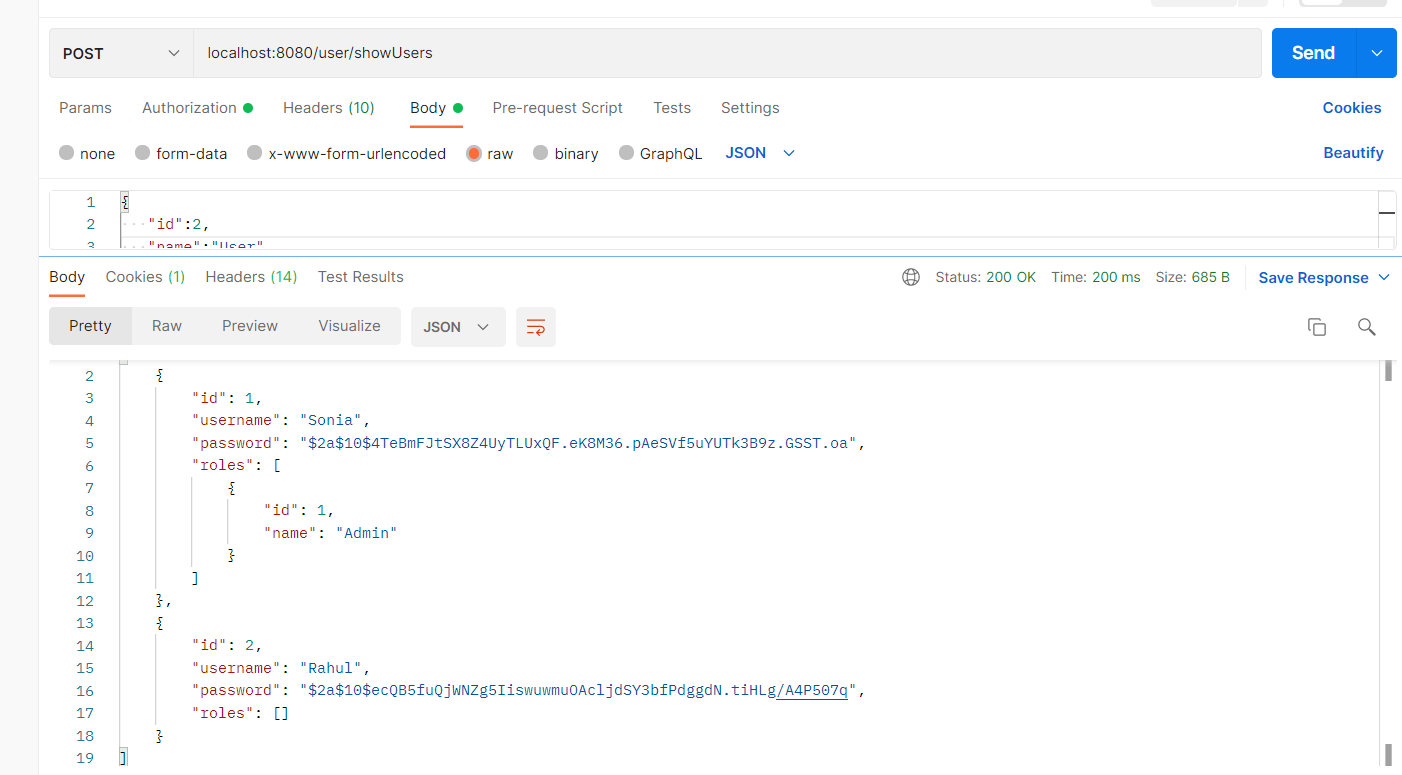 POST localhost:8080/user/showUsers Send
Params Authorization Headers (10) Body Pre-request Script Tests Settings Cookies
none form-data x-www-form-urlencoded raw binary GraphQL JSON Beautify
1 {
2 "id":2,
3 "name":"User"
Body Cookies (1) Headers (14) Test Results Status: 200 OK Time: 200 ms Size: 685 B Save Response
Pretty Raw Preview Visualize JSON
2 {
3 "id": 1,
4 "username": "Sonia",
5 "password": "$2a$10$4TeBmFJtSX8Z4UyTLUxQF.eK8M36.pAeSVf5uYUTk3B9z.GSST.oa",
6 "roles": [
7 {
8 "id": 1,
9 "name": "Admin"
10 }
11 ]
12 },
13 {
14 "id": 2,
15 "username": "Rahul",
16 "password": "$2a$10$ecQB5fuQjWNZg5IiswuwmuOAcljdSY3bfPdggdN.tiHLg/A4P507q",
17 "roles": []
18 }
19 ]